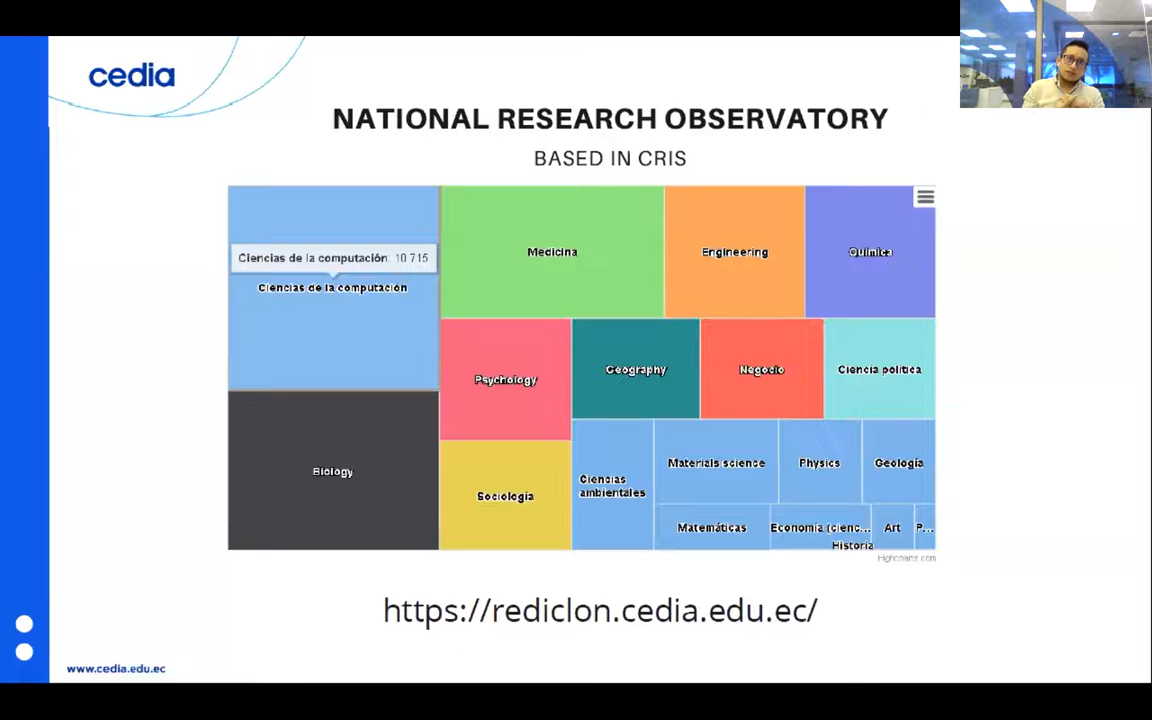 cedia
NATIONAL RESEARCH OBSERVATORY
BASED IN CRIS
Ciencias de la computación: 10 715
Ciencias de la computación
Medicina
Engineering
Química
Psychology
Geography
Negocio
Ciencia política
Biology
Sociología
Ciencias
ambientales
Materials science
Physics
Geología
Matemáticas
Economía (cienc...
Art
P...
Historia
Highcharts.com
https://rediclon.cedia.edu.ec/
www.cedia.edu.ec